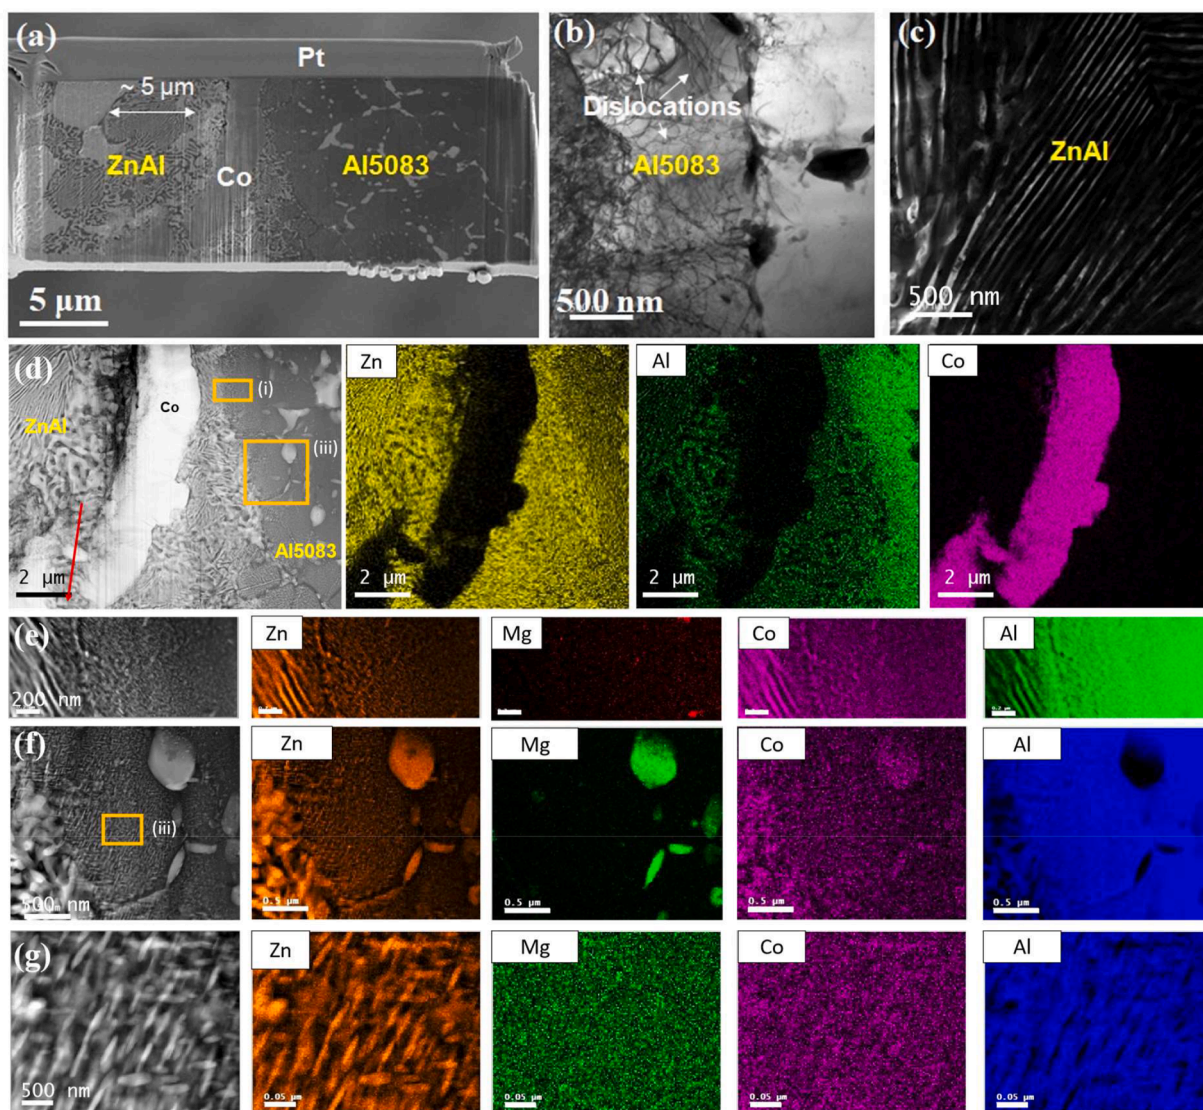 (a)
Pt
~ 5 µm
ZnAl
Co
Al5083
5 µm
(b)
Dislocations
Al5083
500 nm
(c)
ZnAl
500 nm
(d)
ZnAl
Co
(i)
(iii)
Al5083
2 µm
Zn
2 µm
Al
2 µm
Co
2 µm
(e)
200 nm
Zn
Mg
Co
Al
(f)
(iii)
500 nm
Zn
0.5 µm
Mg
0.5 µm
Co
0.5 µm
Al
0.5 µm
(g)
500 nm
Zn
0.05 µm
Mg
0.05 µm
Co
0.05 µm
Al
0.05 µm